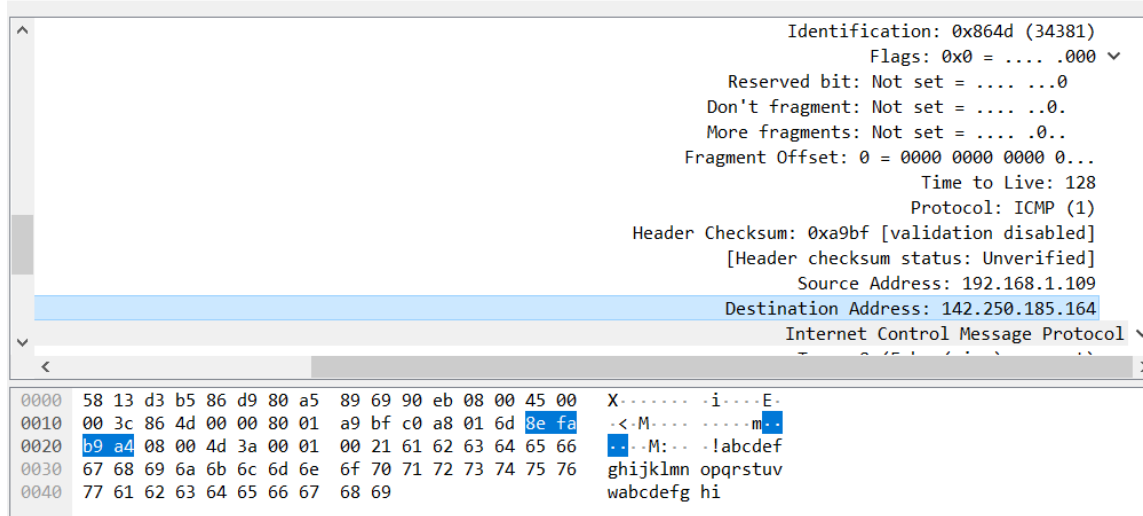 Identification: 0x864d (34381)
Flags: 0x0 = .... .000
Reserved bit: Not set = .... ...0
Don't fragment: Not set = .... ..0.
More fragments: Not set = .... .0..
Fragment Offset: 0 = 0000 0000 0000 0...
Time to Live: 128
Protocol: ICMP (1)
Header Checksum: 0xa9bf [validation disabled]
[Header checksum status: Unverified]
Source Address: 192.168.1.109
Destination Address: 142.250.185.164
Internet Control Message Protocol
0000 58 13 d3 b5 86 d9 80 a5 89 69 90 eb 08 00 45 00 X······· ·i····E·
0010 00 3c 86 4d 00 00 80 01 a9 bf c0 a8 01 6d 8e fa ·<·M···· ·····m··
0020 b9 a4 08 00 4d 3a 00 01 00 21 61 62 63 64 65 66 ····M:·· ·!abcdef
0030 67 68 69 6a 6b 6c 6d 6e 6f 70 71 72 73 74 75 76 ghijklmn opqrstuv
0040 77 61 62 63 64 65 66 67 68 69 wabcdefg hi